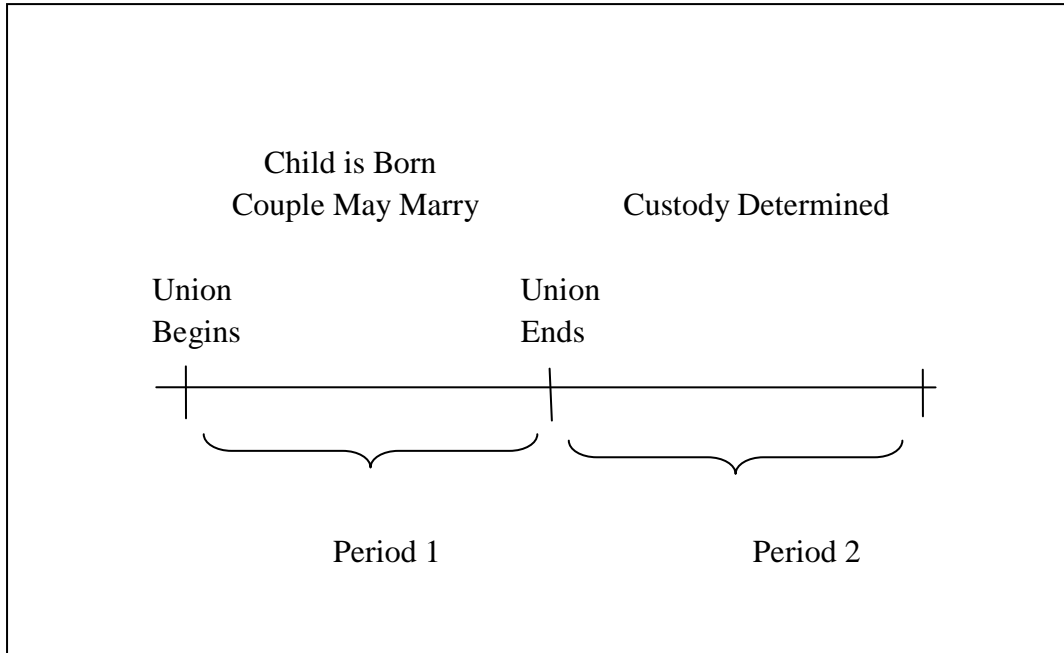 Child is Born
Couple May Marry
Custody Determined
Union
Begins
Union
Ends
Period 1
Period 2